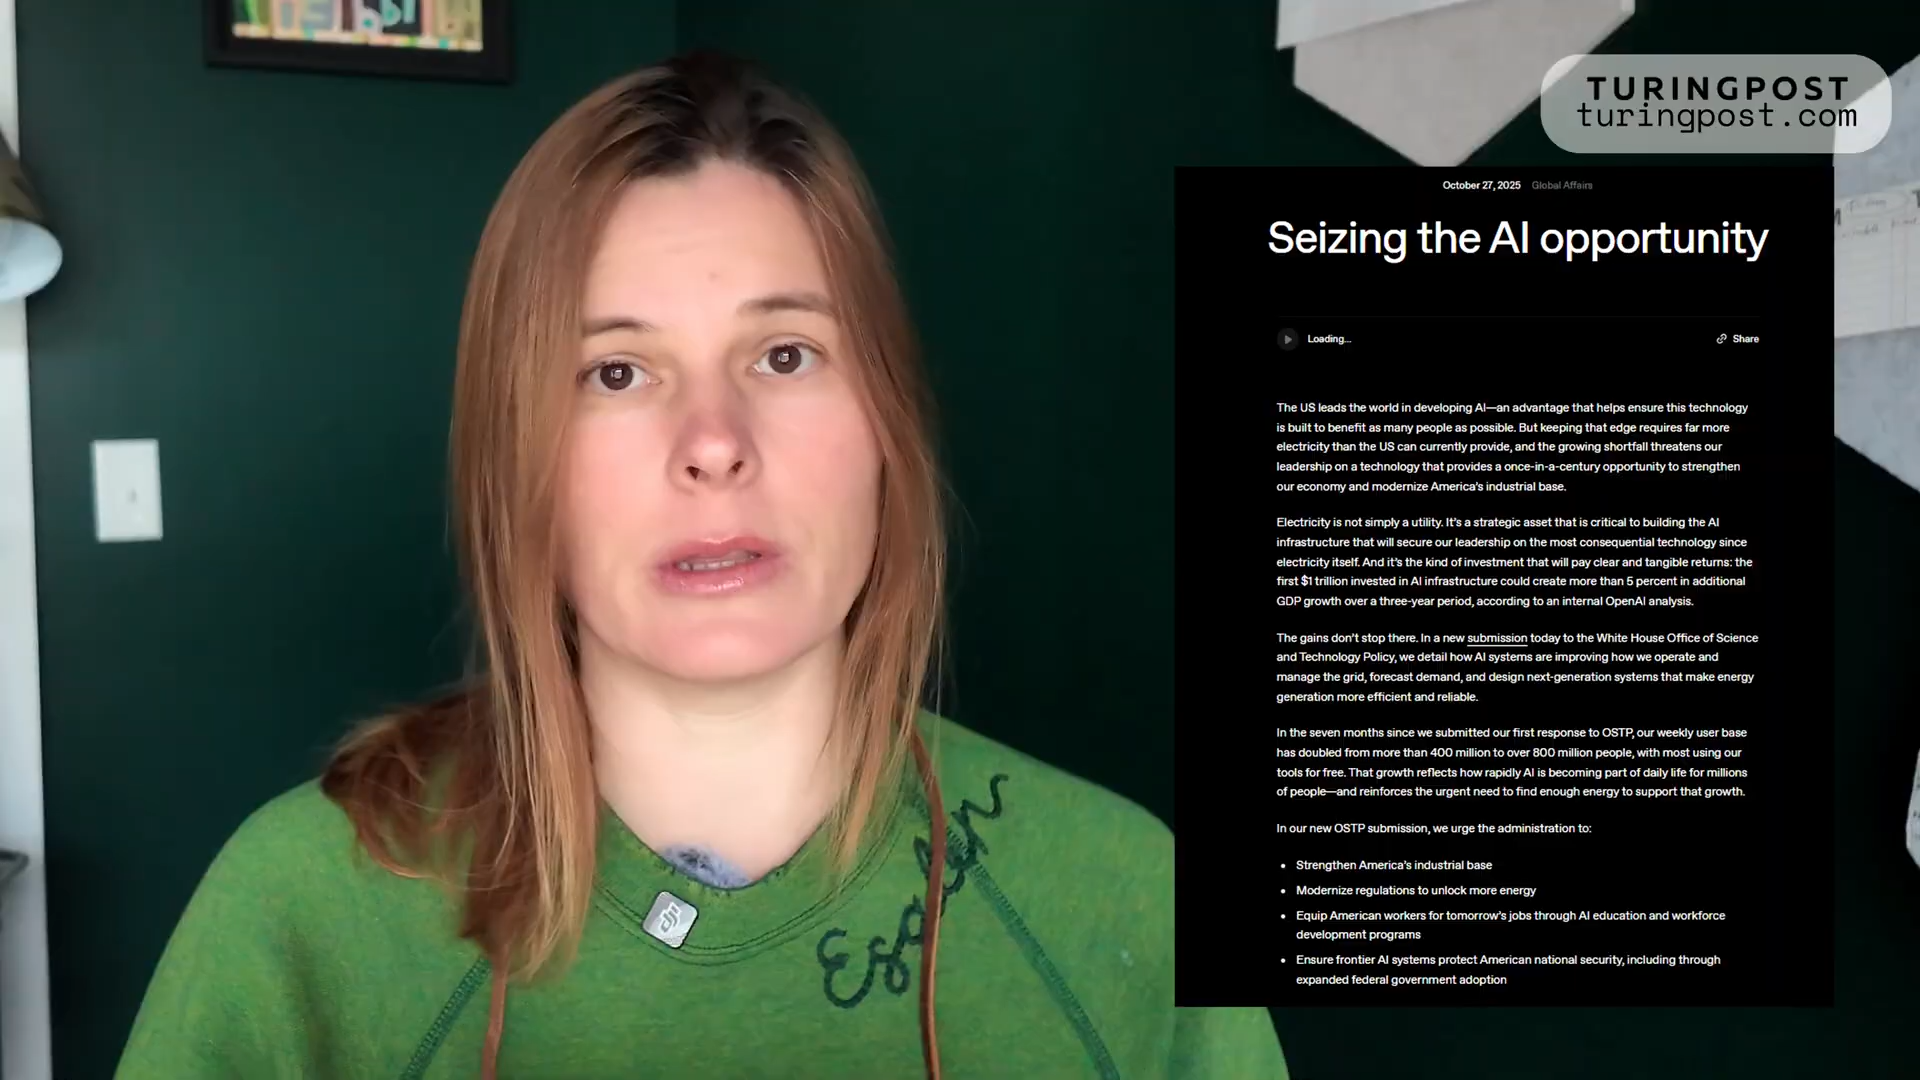 TURINGPOST
turingpost.com
October 27, 2025 Global Affairs
Seizing the AI opportunity
Loading...
Share
The US leads the world in developing AI—an advantage that helps ensure this technology
is built to benefit as many people as possible. But keeping that edge requires far more
electricity than the US can currently provide, and the growing shortfall threatens our
leadership on a technology that provides a once-in-a-century opportunity to strengthen
our economy and modernize America's industrial base.
Electricity is not simply a utility. It's a strategic asset that is critical to building the AI
infrastructure that will secure our leadership on the most consequential technology since
electricity itself. And it's the kind of investment that will pay clear and tangible returns: the
first $1 trillion invested in AI infrastructure could create more than 5 percent in additional
GDP growth over a three-year period, according to an internal OpenAI analysis.
The gains don't stop there. In a new submission today to the White House Office of Science
and Technology Policy, we detail how AI systems are improving how we operate and
manage the grid, forecast demand, and design next-generation systems that make energy
generation more efficient and reliable.
In the seven months since we submitted our first response to OSTP, our weekly user base
has doubled from more than 400 million to over 800 million people, with most using our
tools for free. That growth reflects how rapidly AI is becoming part of daily life for millions
of people—and reinforces the urgent need to find enough energy to support that growth.
In our new OSTP submission, we urge the administration to:
• Strengthen America's industrial base
• Modernize regulations to unlock more energy
• Equip American workers for tomorrow's jobs through AI education and workforce
development programs
• Ensure frontier AI systems protect American national security, including through
expanded federal government adoption
Esalen